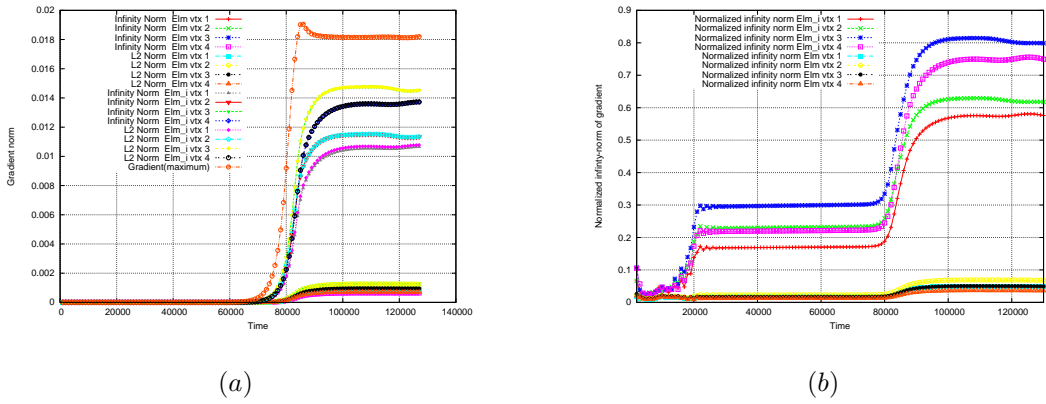 0.02
0.018
0.016
0.014
0.012
0.01
0.008
0.006
0.004
0.002
0
Gradient norm
Infinity Norm Elm vtx 1
Infinity Norm Elm vtx 2
Infinity Norm Elm vtx 3
Infinity Norm Elm vtx 4
L2 Norm Elm vtx 1
L2 Norm Elm vtx 2
L2 Norm Elm vtx 3
L2 Norm Elm vtx 4
Infinity Norm Elm_i vtx 1
Infinity Norm Elm_i vtx 2
Infinity Norm Elm_i vtx 3
Infinity Norm Elm_i vtx 4
L2 Norm Elm_i vtx 1
L2 Norm Elm_i vtx 2
L2 Norm Elm_i vtx 3
L2 Norm Elm_i vtx 4
Gradient(maximum)
0 20000 40000 60000 80000 100000 120000 140000
Time
(a)
0.9
0.8
0.7
0.6
0.5
0.4
0.3
0.2
0.1
0
Normalized infinty-norm of gradient
Normalized infinity norm Elm_i vtx 1
Normalized infinity norm Elm_i vtx 2
Normalized infinity norm Elm_i vtx 3
Normalized infinity norm Elm_i vtx 4
Normalized infinity norm Elm vtx 1
Normalized infinity norm Elm vtx 2
Normalized infinity norm Elm vtx 3
Normalized infinity norm Elm vtx 4
20000 40000 60000 80000 100000 120000
Time
(b)